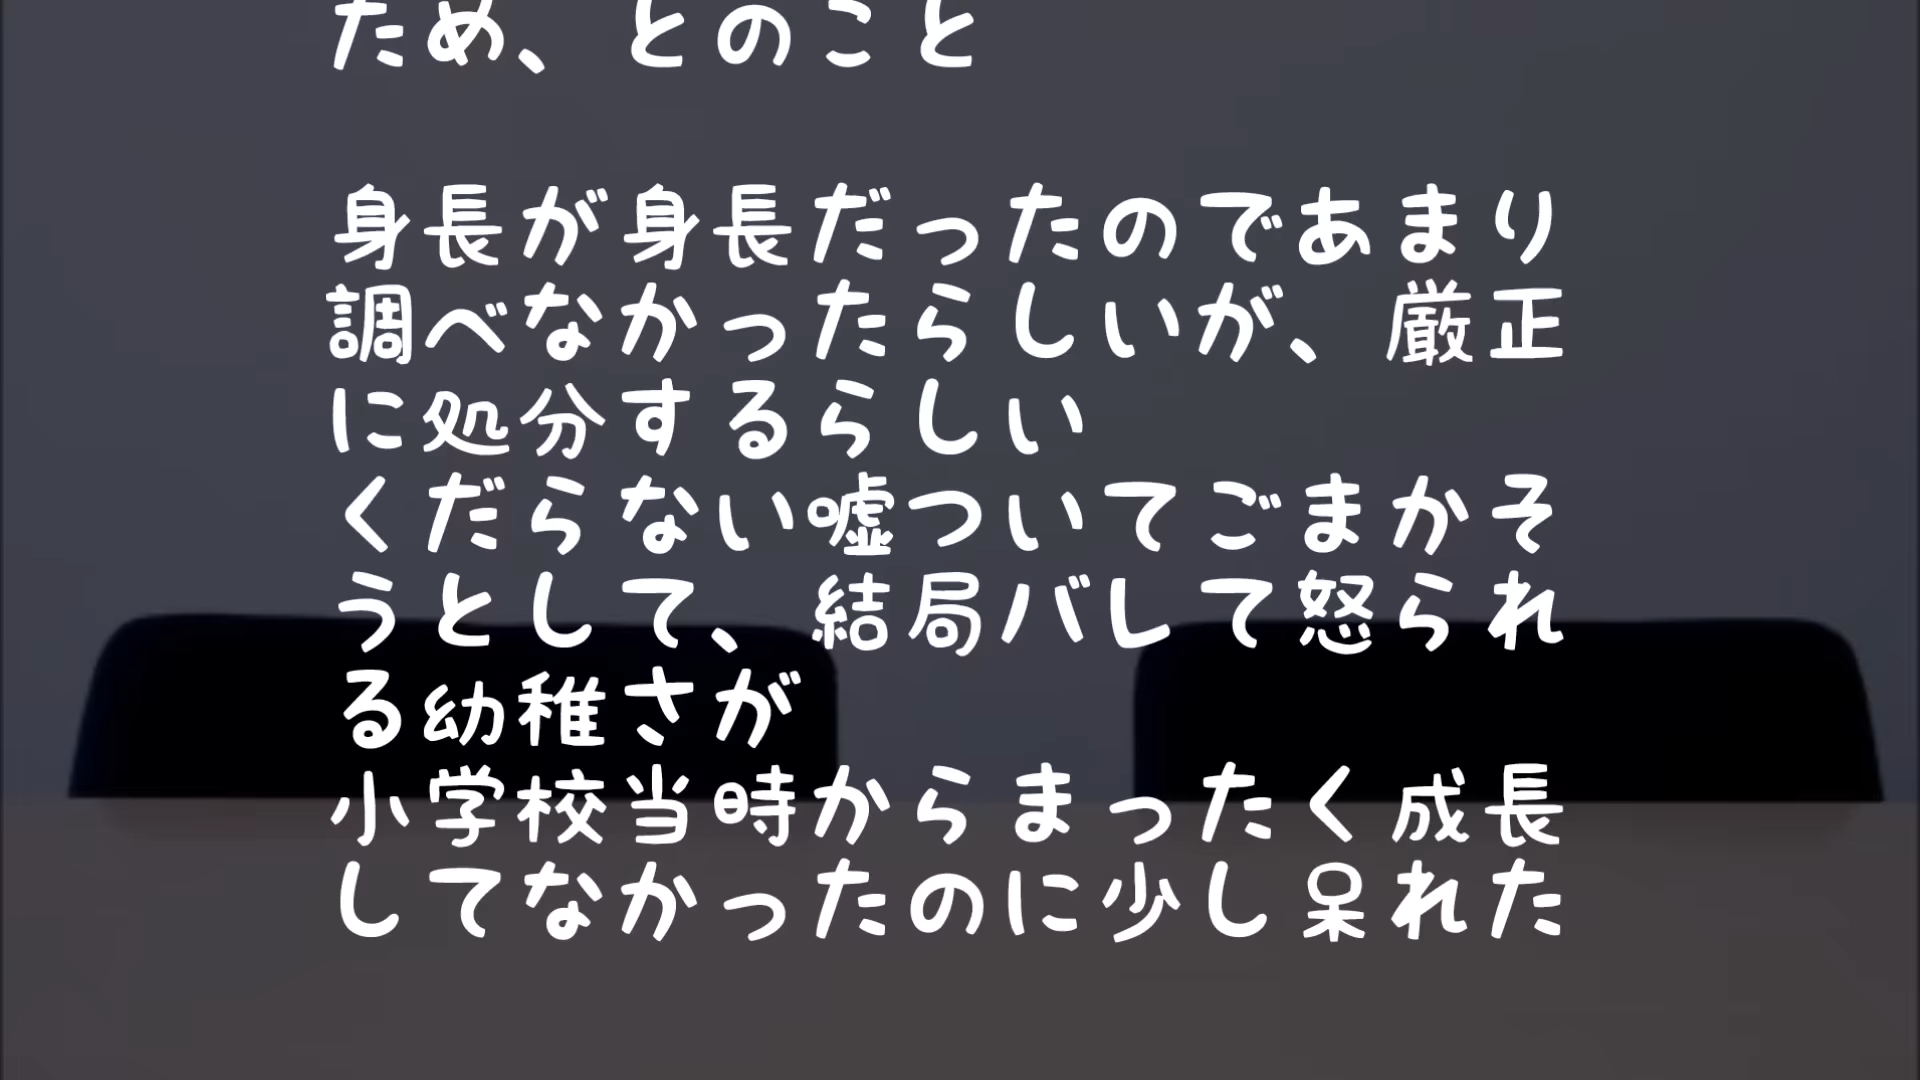 ため、とのこと
身長が身長だったのであまり
調べなかったらしいが、厳正
に処分するらしい
くだらない嘘ついてごまかそ
うとして、結局バレて怒られ
る幼稚さが
小学校当時からまったく成長
してなかったのに少し呆れた